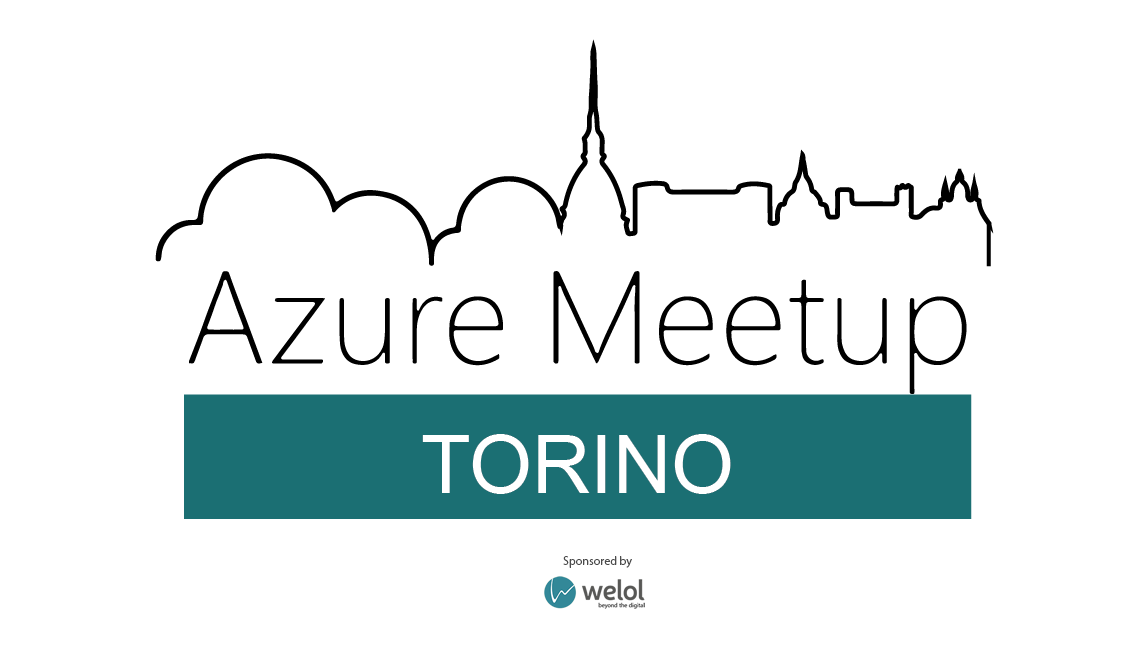 Azure Meetup
TORINO
Sponsored by
welol
beyond the digital